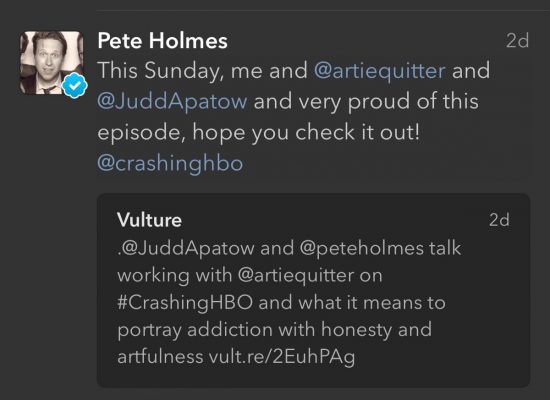 Pete Holmes 2d
This Sunday, me and @artiequitter and
@JuddApatow and very proud of this
episode, hope you check it out!
@crashinghbo
Vulture 2d
.@JuddApatow and @peteholmes talk
working with @artiequitter on
#CrashingHBO and what it means to
portray addiction with honesty and
artfulness vult.re/2EuhPAg